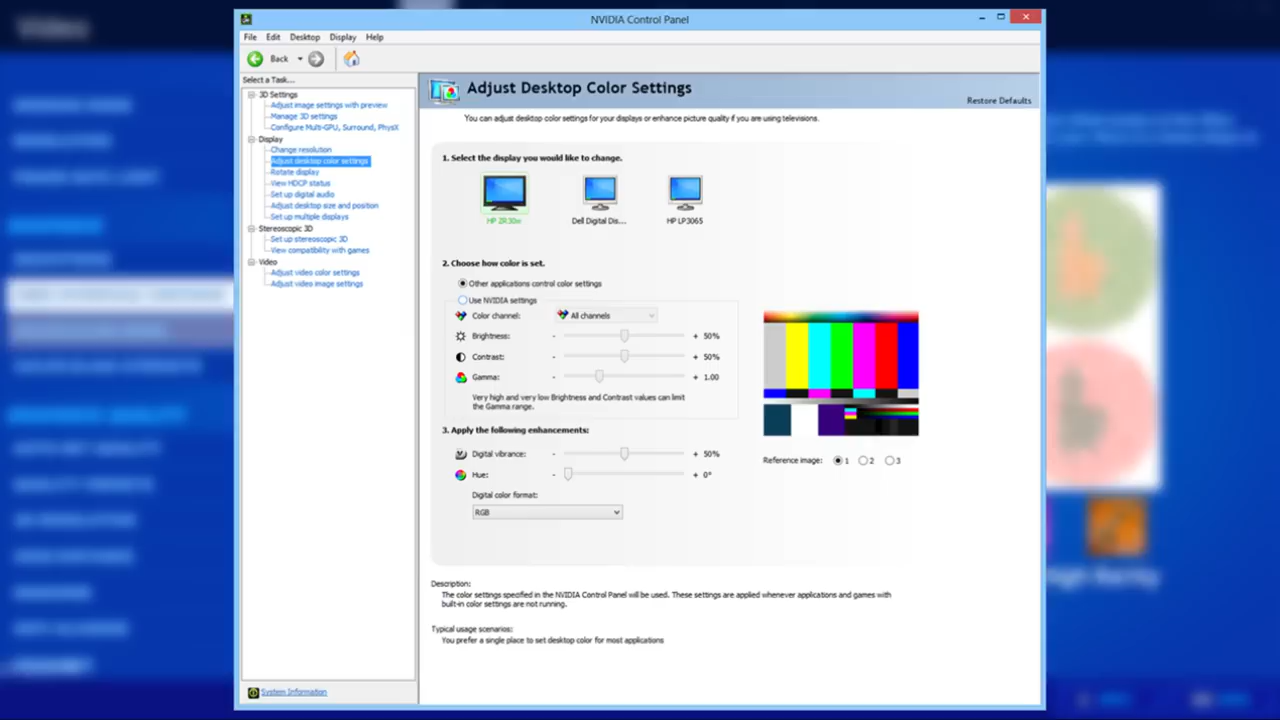 Video
NVIDIA Control Panel
File Edit Desktop Display Help
Back
Select a Task...
3D Settings
Adjust image settings with preview
Manage 3D settings
Configure Multi-GPU, Surround, PhysX
Display
Change resolution
Adjust desktop color settings
Rotate display
View HDCP status
Set up digital audio
Adjust desktop size and position
Set up multiple displays
Stereoscopic 3D
Set up stereoscopic 3D
View compatibility with games
Video
Adjust video color settings
Adjust video image settings
System Information
Adjust Desktop Color Settings
Restore Defaults
You can adjust desktop color settings for your displays or enhance picture quality if you are using televisions.
1. Select the display you would like to change.
HP ZR30w Dell Digital Dis... HP LP3065
2. Choose how color is set.
Other applications control color settings
Use NVIDIA settings
Color channel: All channels
Brightness: - + 50%
Contrast: - + 50%
Gamma: - + 1.00
Very high and very low Brightness and Contrast values can limit
the Gamma range.
3. Apply the following enhancements:
Digital vibrance: - + 50%
Hue: - + 0°
Digital color format:
RGB
Reference image: 1 2 3
Description:
The color settings specified in the NVIDIA Control Panel will be used. These settings are applied whenever applications and games with
built-in color settings are not running.
Typical usage scenarios:
You prefer a single place to set desktop color for most applications